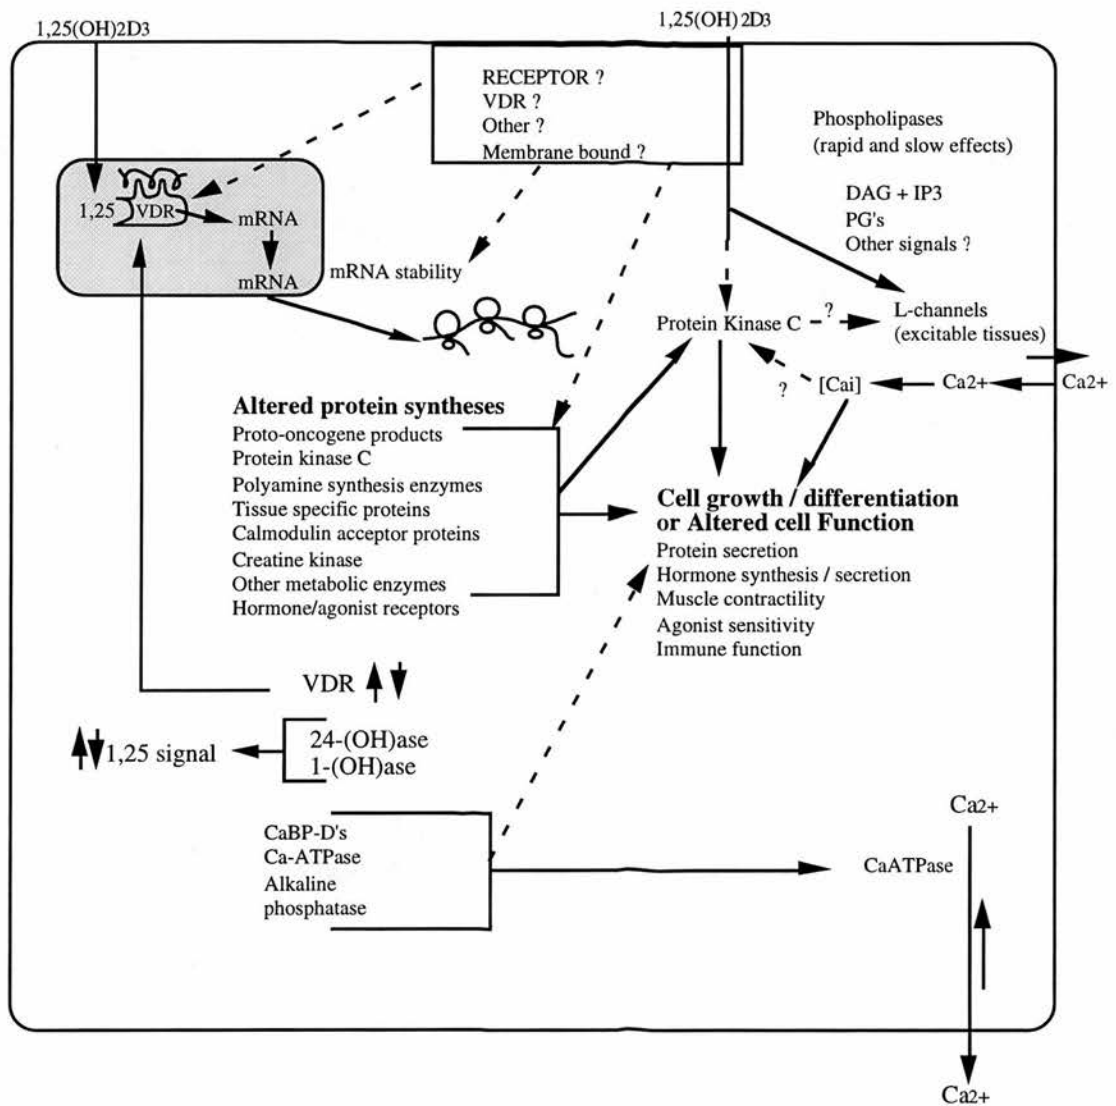 1,25(OH)2D3
1,25(OH)2D3
RECEPTOR ?
VDR ?
Other ?
Membrane bound ?
Phospholipases
(rapid and slow effects)
DAG + IP3
PG's
Other signals ?
1,25
VDR
mRNA
mRNA
mRNA stability
Protein Kinase C
?
L-channels
(excitable tissues)
?
[Cai]
Ca2+
Ca2+
Altered protein syntheses
Proto-oncogene products
Protein kinase C
Polyamine synthesis enzymes
Tissue specific proteins
Calmodulin acceptor proteins
Creatine kinase
Other metabolic enzymes
Hormone/agonist receptors
Cell growth / differentiation
or Altered cell Function
Protein secretion
Hormone synthesis / secretion
Muscle contractility
Agonist sensitivity
Immune function
VDR
1,25 signal
24-(OH)ase
1-(OH)ase
CaBP-D's
Ca-ATPase
Alkaline
phosphatase
Ca2+
CaATPase
Ca2+